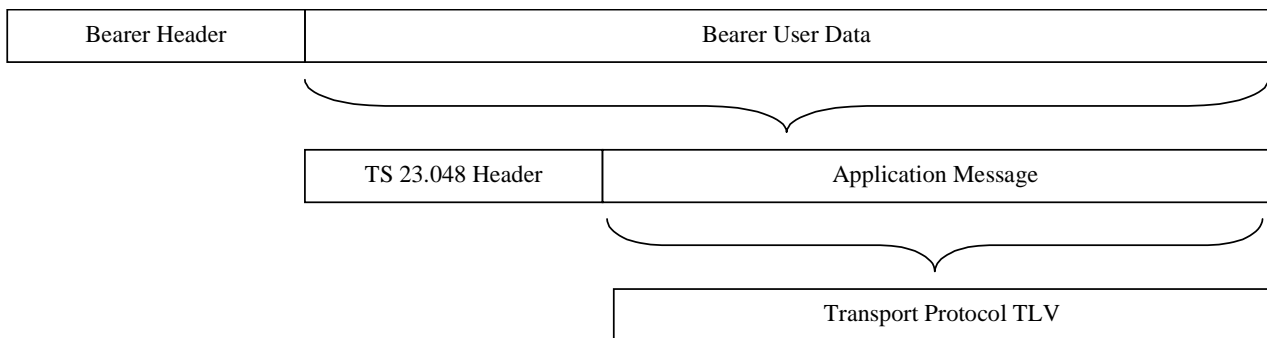 Bearer Header
Bearer User Data
TS 23.048 Header
Application Message
Transport Protocol TLV